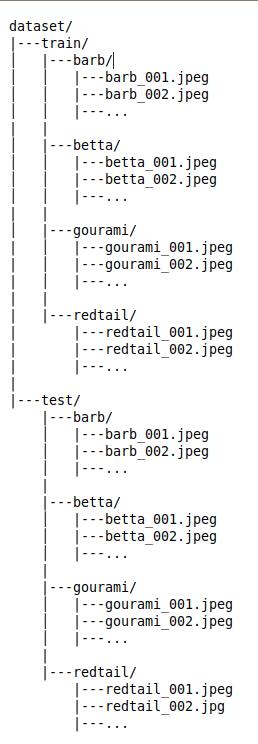 dataset/
|---train/
|   |---barb/
|   |   |---barb_001.jpeg
|   |   |---barb_002.jpeg
|   |   |---...
|   |
|   |---betta/
|   |   |---betta_001.jpeg
|   |   |---betta_002.jpeg
|   |   |---...
|   |
|   |---gourami/
|   |   |---gourami_001.jpeg
|   |   |---gourami_002.jpeg
|   |   |---...
|   |
|   |---redtail/
|       |---redtail_001.jpeg
|       |---redtail_002.jpeg
|       |---...
|
|---test/
    |---barb/
    |   |---barb_001.jpeg
    |   |---barb_002.jpeg
    |   |---...
    |
    |---betta/
    |   |---betta_001.jpeg
    |   |---betta_002.jpeg
    |   |---...
    |
    |---gourami/
    |   |---gourami_001.jpeg
    |   |---gourami_002.jpeg
    |   |---...
    |
    |---redtail/
        |---redtail_001.jpeg
        |---redtail_002.jpg
        |---...